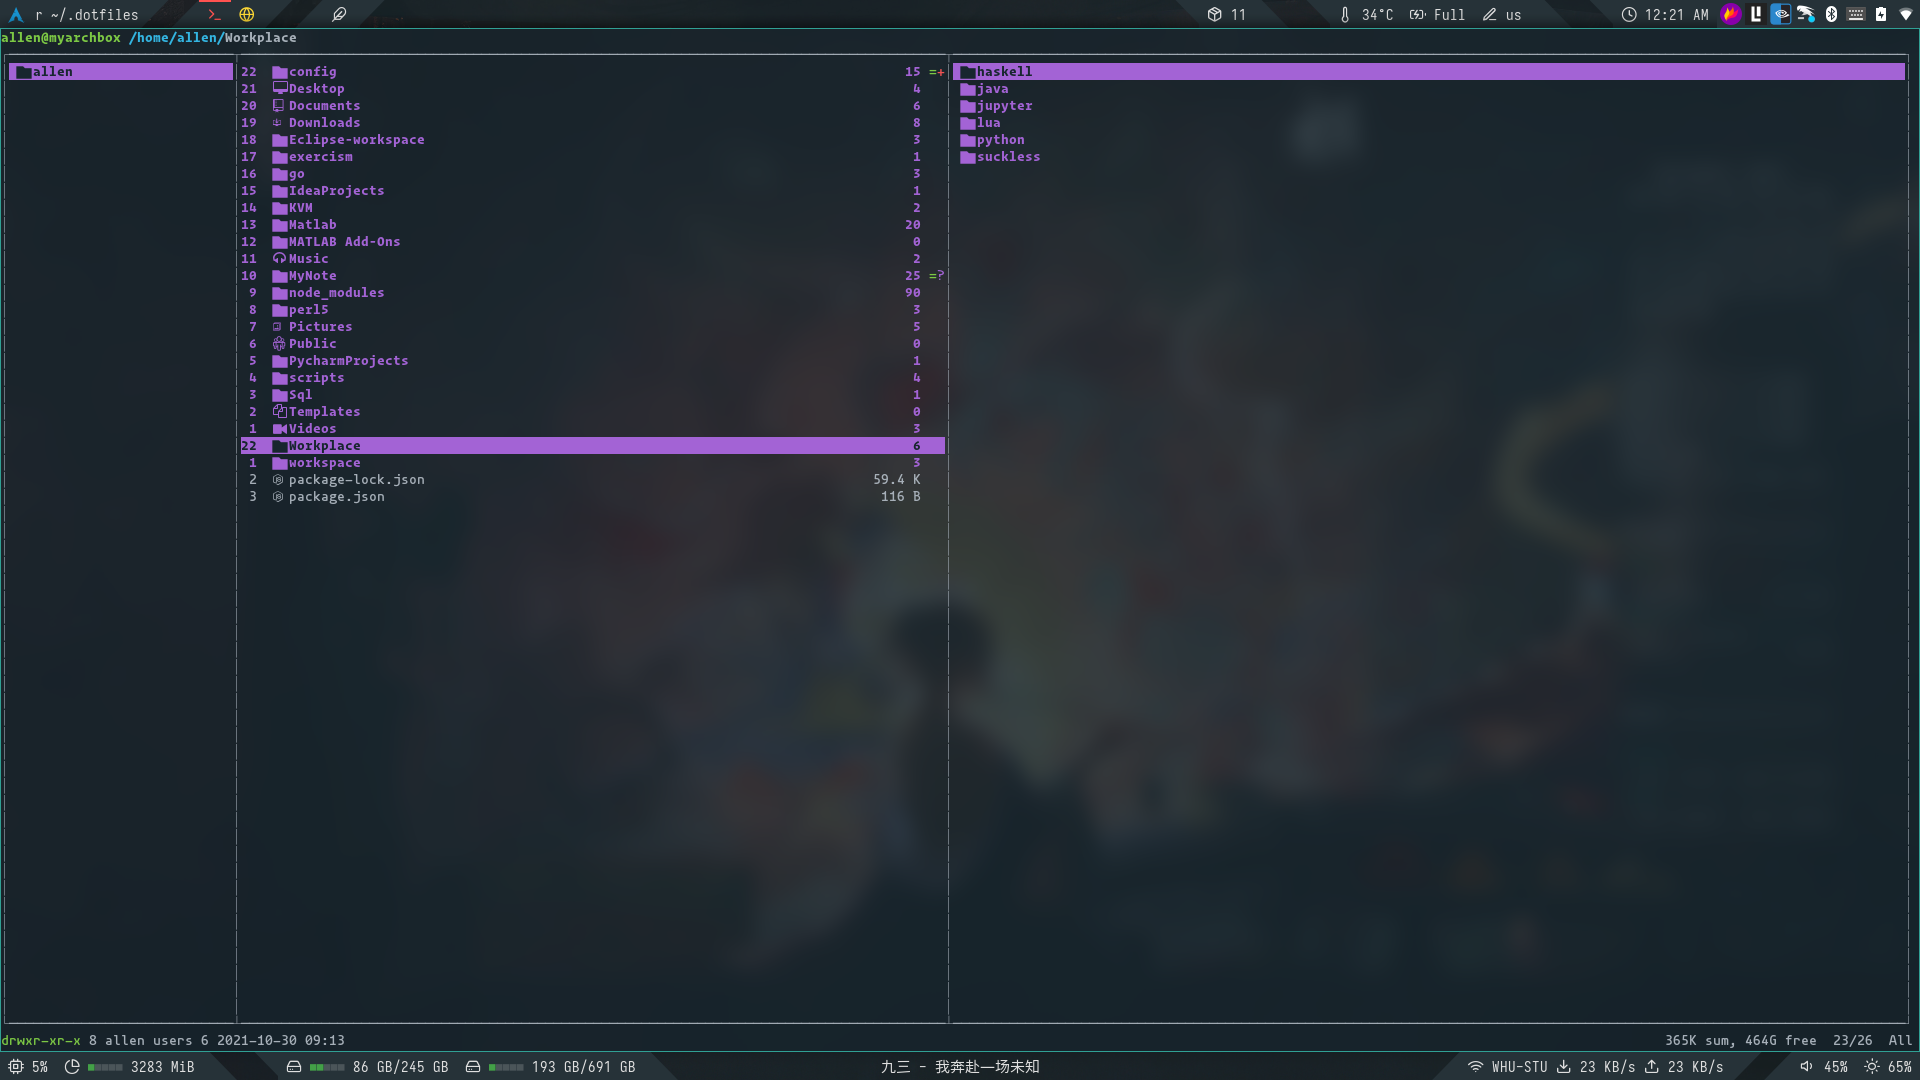 r ~/.dotfiles 11 34°C Full us 12:21 AM
allen@myarchbox /home/allen/Workplace
allen
22 config 15 =+
21 Desktop 4
20 Documents 6
19 Downloads 8
18 Eclipse-workspace 3
17 exercism 1
16 go 3
15 IdeaProjects 1
14 KVM 2
13 Matlab 20
12 MATLAB Add-Ons 0
11 Music 2
10 MyNote 25 =?
9 node_modules 90
8 perl5 3
7 Pictures 5
6 Public 0
5 PycharmProjects 1
4 scripts 4
3 Sql 1
2 Templates 0
1 Videos 3
22 Workplace 6
1 workspace 3
2 package-lock.json 59.4 K
3 package.json 116 B
haskell
java
jupyter
lua
python
suckless
drwxr-xr-x 8 allen users 6 2021-10-30 09:13 365K sum, 464G free 23/26 All
5% 3283 MiB 86 GB/245 GB 193 GB/691 GB 九三 - 我奔赴一场未知 WHU-STU 23 KB/s 23 KB/s 45% 65%